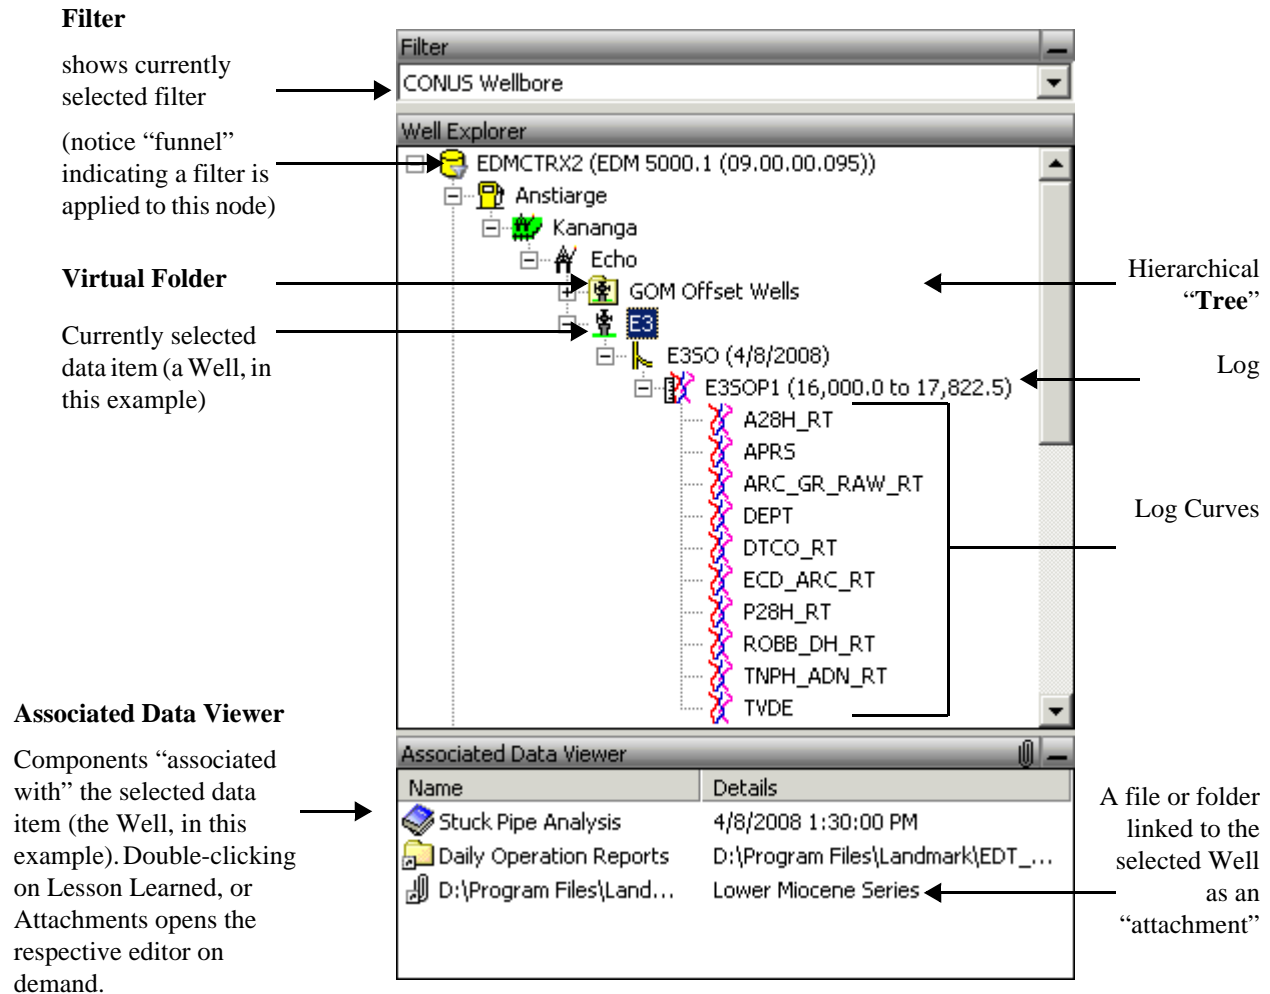 Filter
shows currently
selected filter
(notice “funnel”
indicating a filter is
applied to this node)
Virtual Folder
Currently selected
data item (a Well, in
this example)
Associated Data Viewer
Components “associated
with” the selected data
item (the Well, in this
example). Double-clicking
on Lesson Learned, or
Attachments opens the
respective editor on
demand.
Filter
CONUS Wellbore
Well Explorer
EDMCTRX2 (EDM 5000.1 (09.00.00.095))
Anstiarge
Kananga
Echo
GOM Offset Wells
E3
E3SO (4/8/2008)
E3SOP1 (16,000.0 to 17,822.5)
A28H_RT
APRS
ARC_GR_RAW_RT
DEPT
DTCO_RT
ECD_ARC_RT
P28H_RT
ROBB_DH_RT
TNPH_ADN_RT
TVDE
Associated Data Viewer
Name Details
Stuck Pipe Analysis 4/8/2008 1:30:00 PM
Daily Operation Reports D:\Program Files\Landmark\EDT_...
D:\Program Files\Land... Lower Miocene Series
Hierarchical
“Tree”
Log
Log Curves
A file or folder
linked to the
selected Well
as an
“attachment”